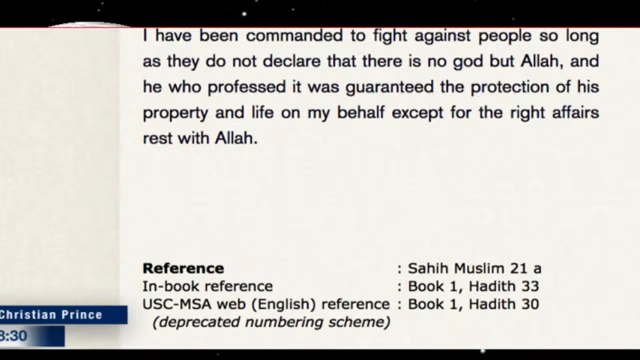 I have been commanded to fight against people so long
as they do not declare that there is no god but Allah, and
he who professed it was guaranteed the protection of his
property and life on my behalf except for the right affairs
rest with Allah.
Reference : Sahih Muslim 21 a
In-book reference : Book 1, Hadith 33
USC-MSA web (English) reference : Book 1, Hadith 30
(deprecated numbering scheme)
Christian Prince
8:30